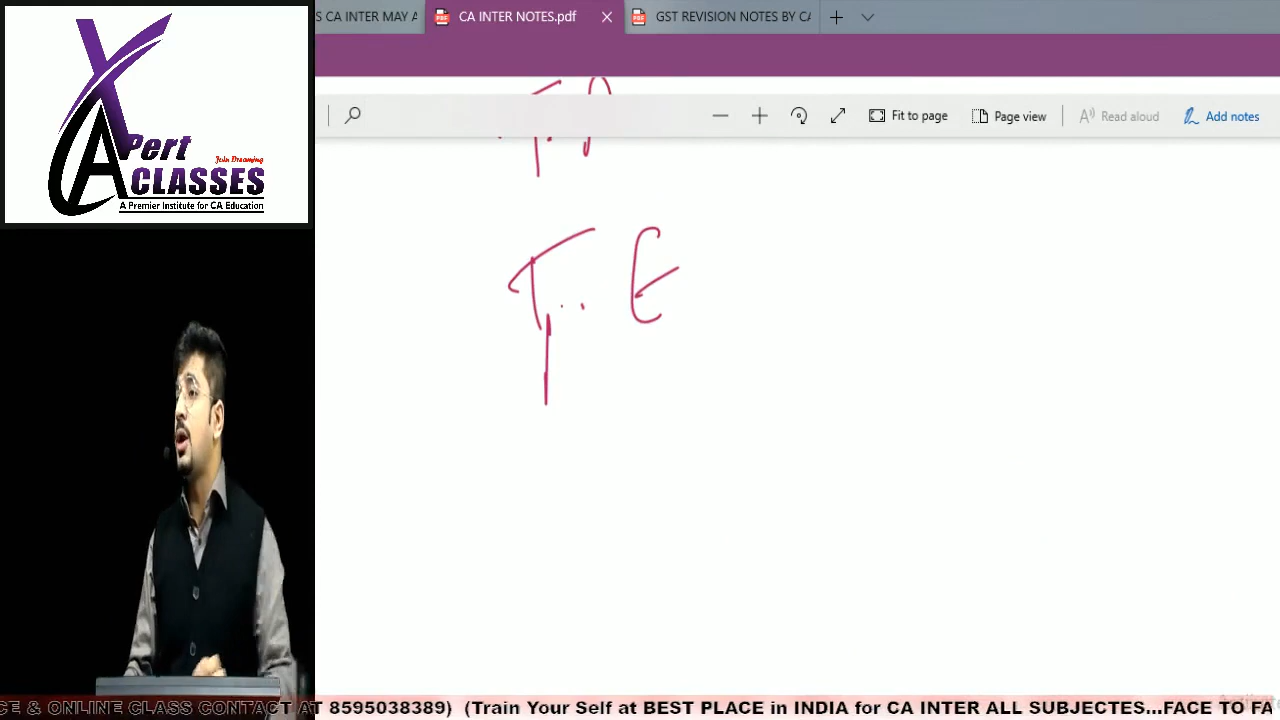 S CA INTER MAY A
CA INTER NOTES.pdf
GST REVISION NOTES BY CA
Fit to page
Page view
A
Read aloud
Add notes
XPert
Join Dreaming
CA CLASSES
A Premier Institute for CA Education
T.. E
CE & ONLINE CLASS CONTACT AT 8595038389) (Train Your Self at BEST PLACE in INDIA for CA INTER ALL SUBJECTES...FACE TO FA